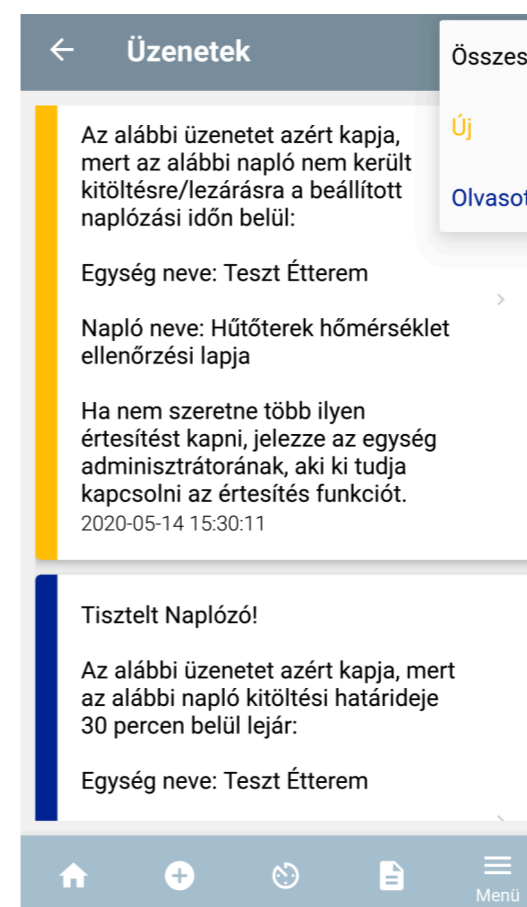 Üzenetek
Összes
Új
Az alábbi üzenetet azért kapja,
mert az alábbi napló nem került
kitöltésre/lezárásra a beállított
naplózási időn belül:
Egység neve: Teszt Étterem
Napló neve: Hűtőterek hőmérséklet
ellenőrzési lapja
Ha nem szeretne több ilyen
értesítést kapni, jelezze az egység
adminisztrátorának, aki ki tudja
kapcsolni az értesítés funkciót.
2020-05-14 15:30:11
Tisztelt Naplózó!
Az alábbi üzenetet azért kapja, mert
az alábbi napló kitöltési határideje
30 percen belül lejár:
Egység neve: Teszt Étterem
Menü